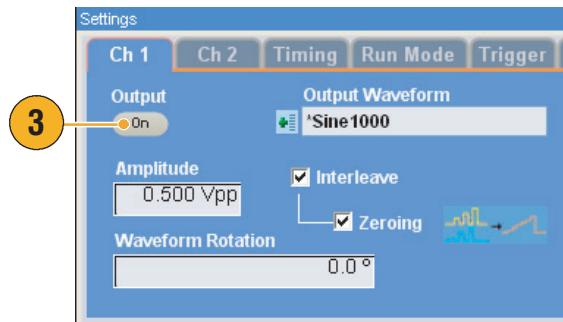 Settings
Ch 1 Ch 2 Timing Run Mode Trigger
Output
Output Waveform
3
On
*Sine1000
Amplitude
0.500 Vpp
Interleave
Zeroing
Waveform Rotation
0.0 °